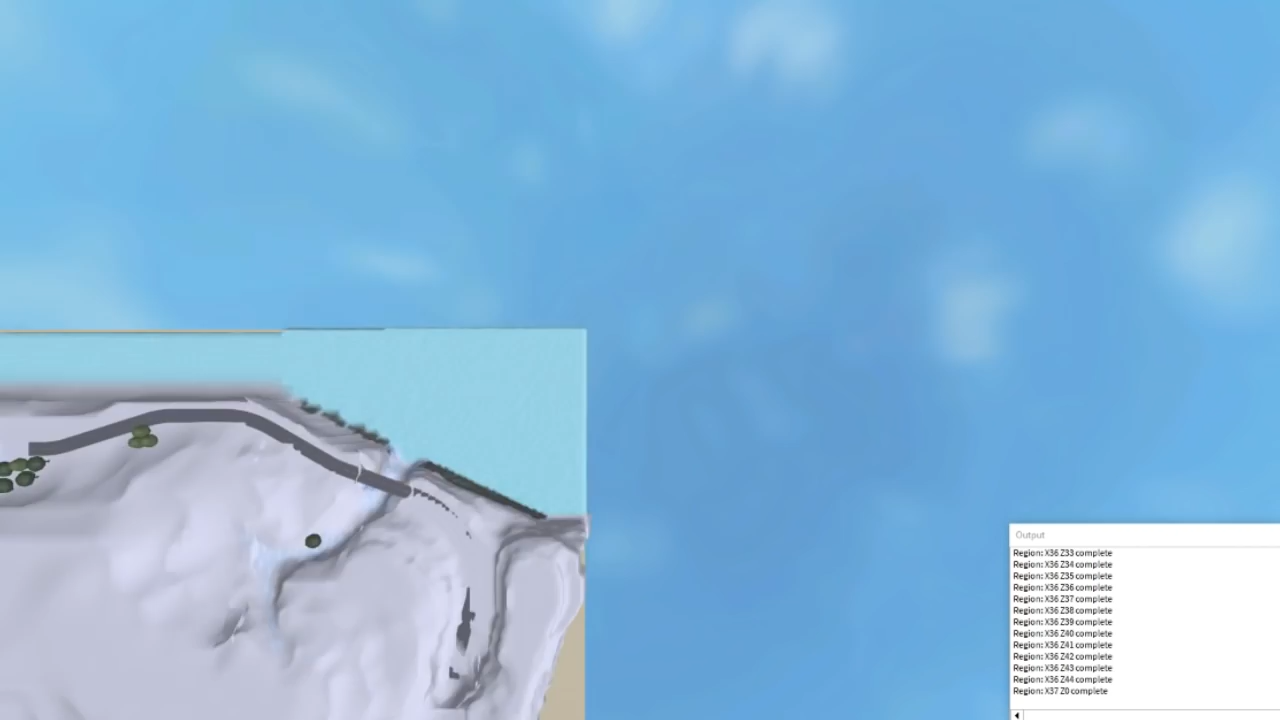 Output
Region: X36 Z33 complete
Region: X36 Z34 complete
Region: X36 Z35 complete
Region: X36 Z36 complete
Region: X36 Z37 complete
Region: X36 Z38 complete
Region: X36 Z39 complete
Region: X36 Z40 complete
Region: X36 Z41 complete
Region: X36 Z42 complete
Region: X36 Z43 complete
Region: X36 Z44 complete
Region: X37 Z0 complete